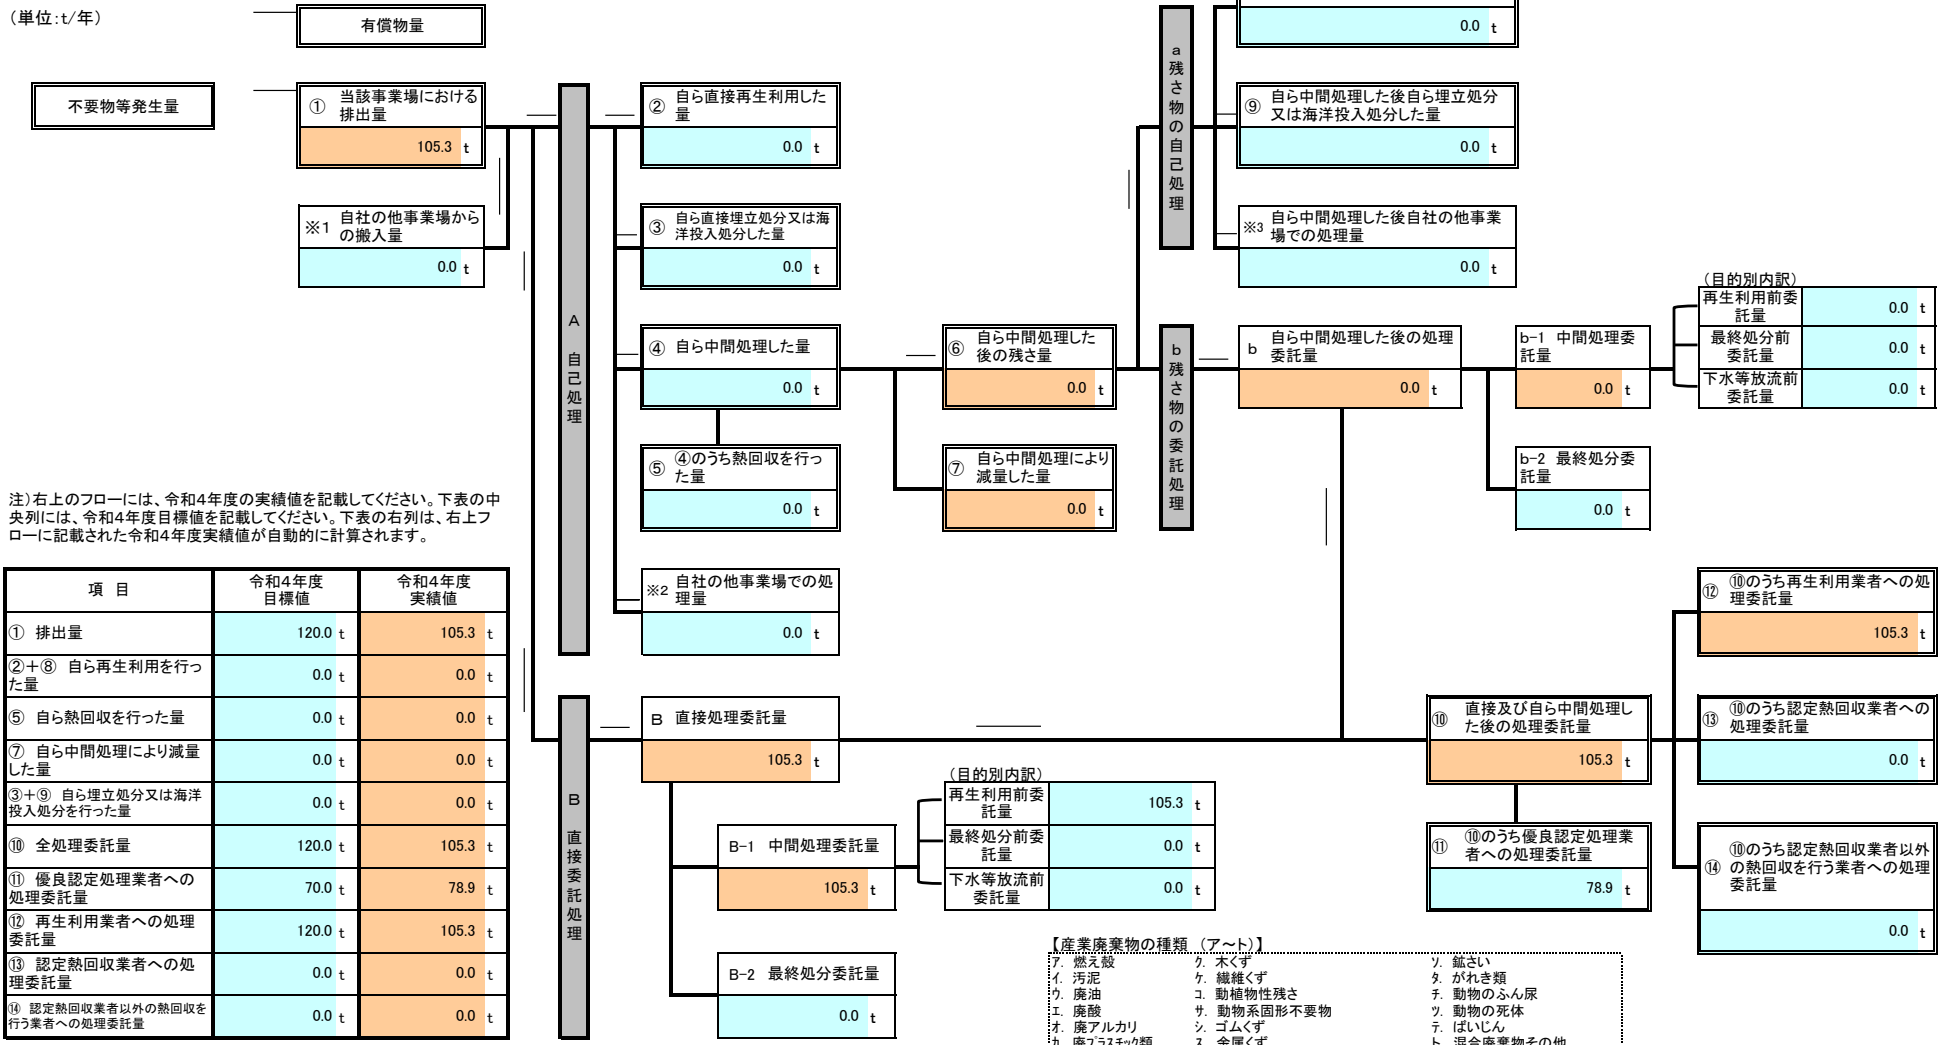 （単位：t/年）
有償物量
不要物等発生量
① 当該事業場における
排出量
105.3 t
※1 自社の他事業場から
の搬入量
0.0 t
A 自己処理
② 自ら直接再生利用した
量
0.0 t
③ 自ら直接埋立処分又は海
洋投入処分した量
0.0 t
④ 自ら中間処理した量
0.0 t
⑤ ④のうち熱回収を行っ
た量
0.0 t
※2 自社の他事業場での処
理量
0.0 t
⑥ 自ら中間処理した
後の残さ量
0.0 t
⑦ 自ら中間処理により
減量した量
0.0 t
a残さ物の自己処理
0.0 t
⑨ 自ら中間処理した後自ら埋立処分
又は海洋投入処分した量
0.0 t
※3 自ら中間処理した後自社の他事業
場での処理量
0.0 t
b残さ物の委託処理
b 自ら中間処理した後の処理
委託量
0.0 t
b-1 中間処理委
託量
0.0 t
b-2 最終処分委
託量
0.0 t
（目的別内訳）
再生利用前委
託量
0.0 t
最終処分前
委託量
0.0 t
下水等放流前
委託量
0.0 t
注）右上のフローには、令和４年度の実績値を記載してください。下表の中
央列には、令和４年度目標値を記載してください。下表の右列は、右上フ
ローに記載された令和４年度実績値が自動的に計算されます。
項 目 令和４年度 目標値 令和４年度 実績値
① 排出量 120.0 t 105.3 t
②＋⑧ 自ら再生利用を行っ
た量 0.0 t 0.0 t
⑤ 自ら熱回収を行った量 0.0 t 0.0 t
⑦ 自ら中間処理により減量
した量 0.0 t 0.0 t
③＋⑨ 自ら埋立処分又は海洋
投入処分を行った量 0.0 t 0.0 t
⑩ 全処理委託量 120.0 t 105.3 t
⑪ 優良認定処理業者への
処理委託量 70.0 t 78.9 t
⑫ 再生利用業者への処理
委託量 120.0 t 105.3 t
⑬ 認定熱回収業者への処
理委託量 0.0 t 0.0 t
⑭ 認定熱回収業者以外の熱回収を
行う業者への処理委託量 0.0 t 0.0 t
B 直接委託処理
B 直接処理委託量
105.3 t
B-1 中間処理委託量
105.3 t
B-2 最終処分委託量
0.0 t
（目的別内訳）
再生利用前委
託量
105.3 t
最終処分前委
託量
0.0 t
下水等放流前
委託量
0.0 t
⑩ 直接及び自ら中間処理し
た後の処理委託量
105.3 t
⑪ ⑩のうち優良認定処理業
者への処理委託量
78.9 t
⑫ ⑩のうち再生利用業者への処
理委託量
105.3 t
⑬ ⑩のうち認定熱回収業者への
処理委託量
0.0 t
⑭ ⑩のうち認定熱回収業者以外
の熱回収を行う業者への処理
委託量
0.0 t
【産業廃棄物の種類 （ア～ト）】
ア. 燃え殻 ク. 木くず ソ. 鉱さい
イ. 汚泥 ケ. 繊維くず タ. がれき類
ウ. 廃油 コ. 動植物性残さ チ. 動物のふん尿
エ. 廃酸 サ. 動物系固形不要物 ツ. 動物の死体
オ. 廃アルカリ シ. ゴムくず テ. ばいじん
カ. 廃プラスチック類 ス. 金属くず ト. 混合廃棄物その他